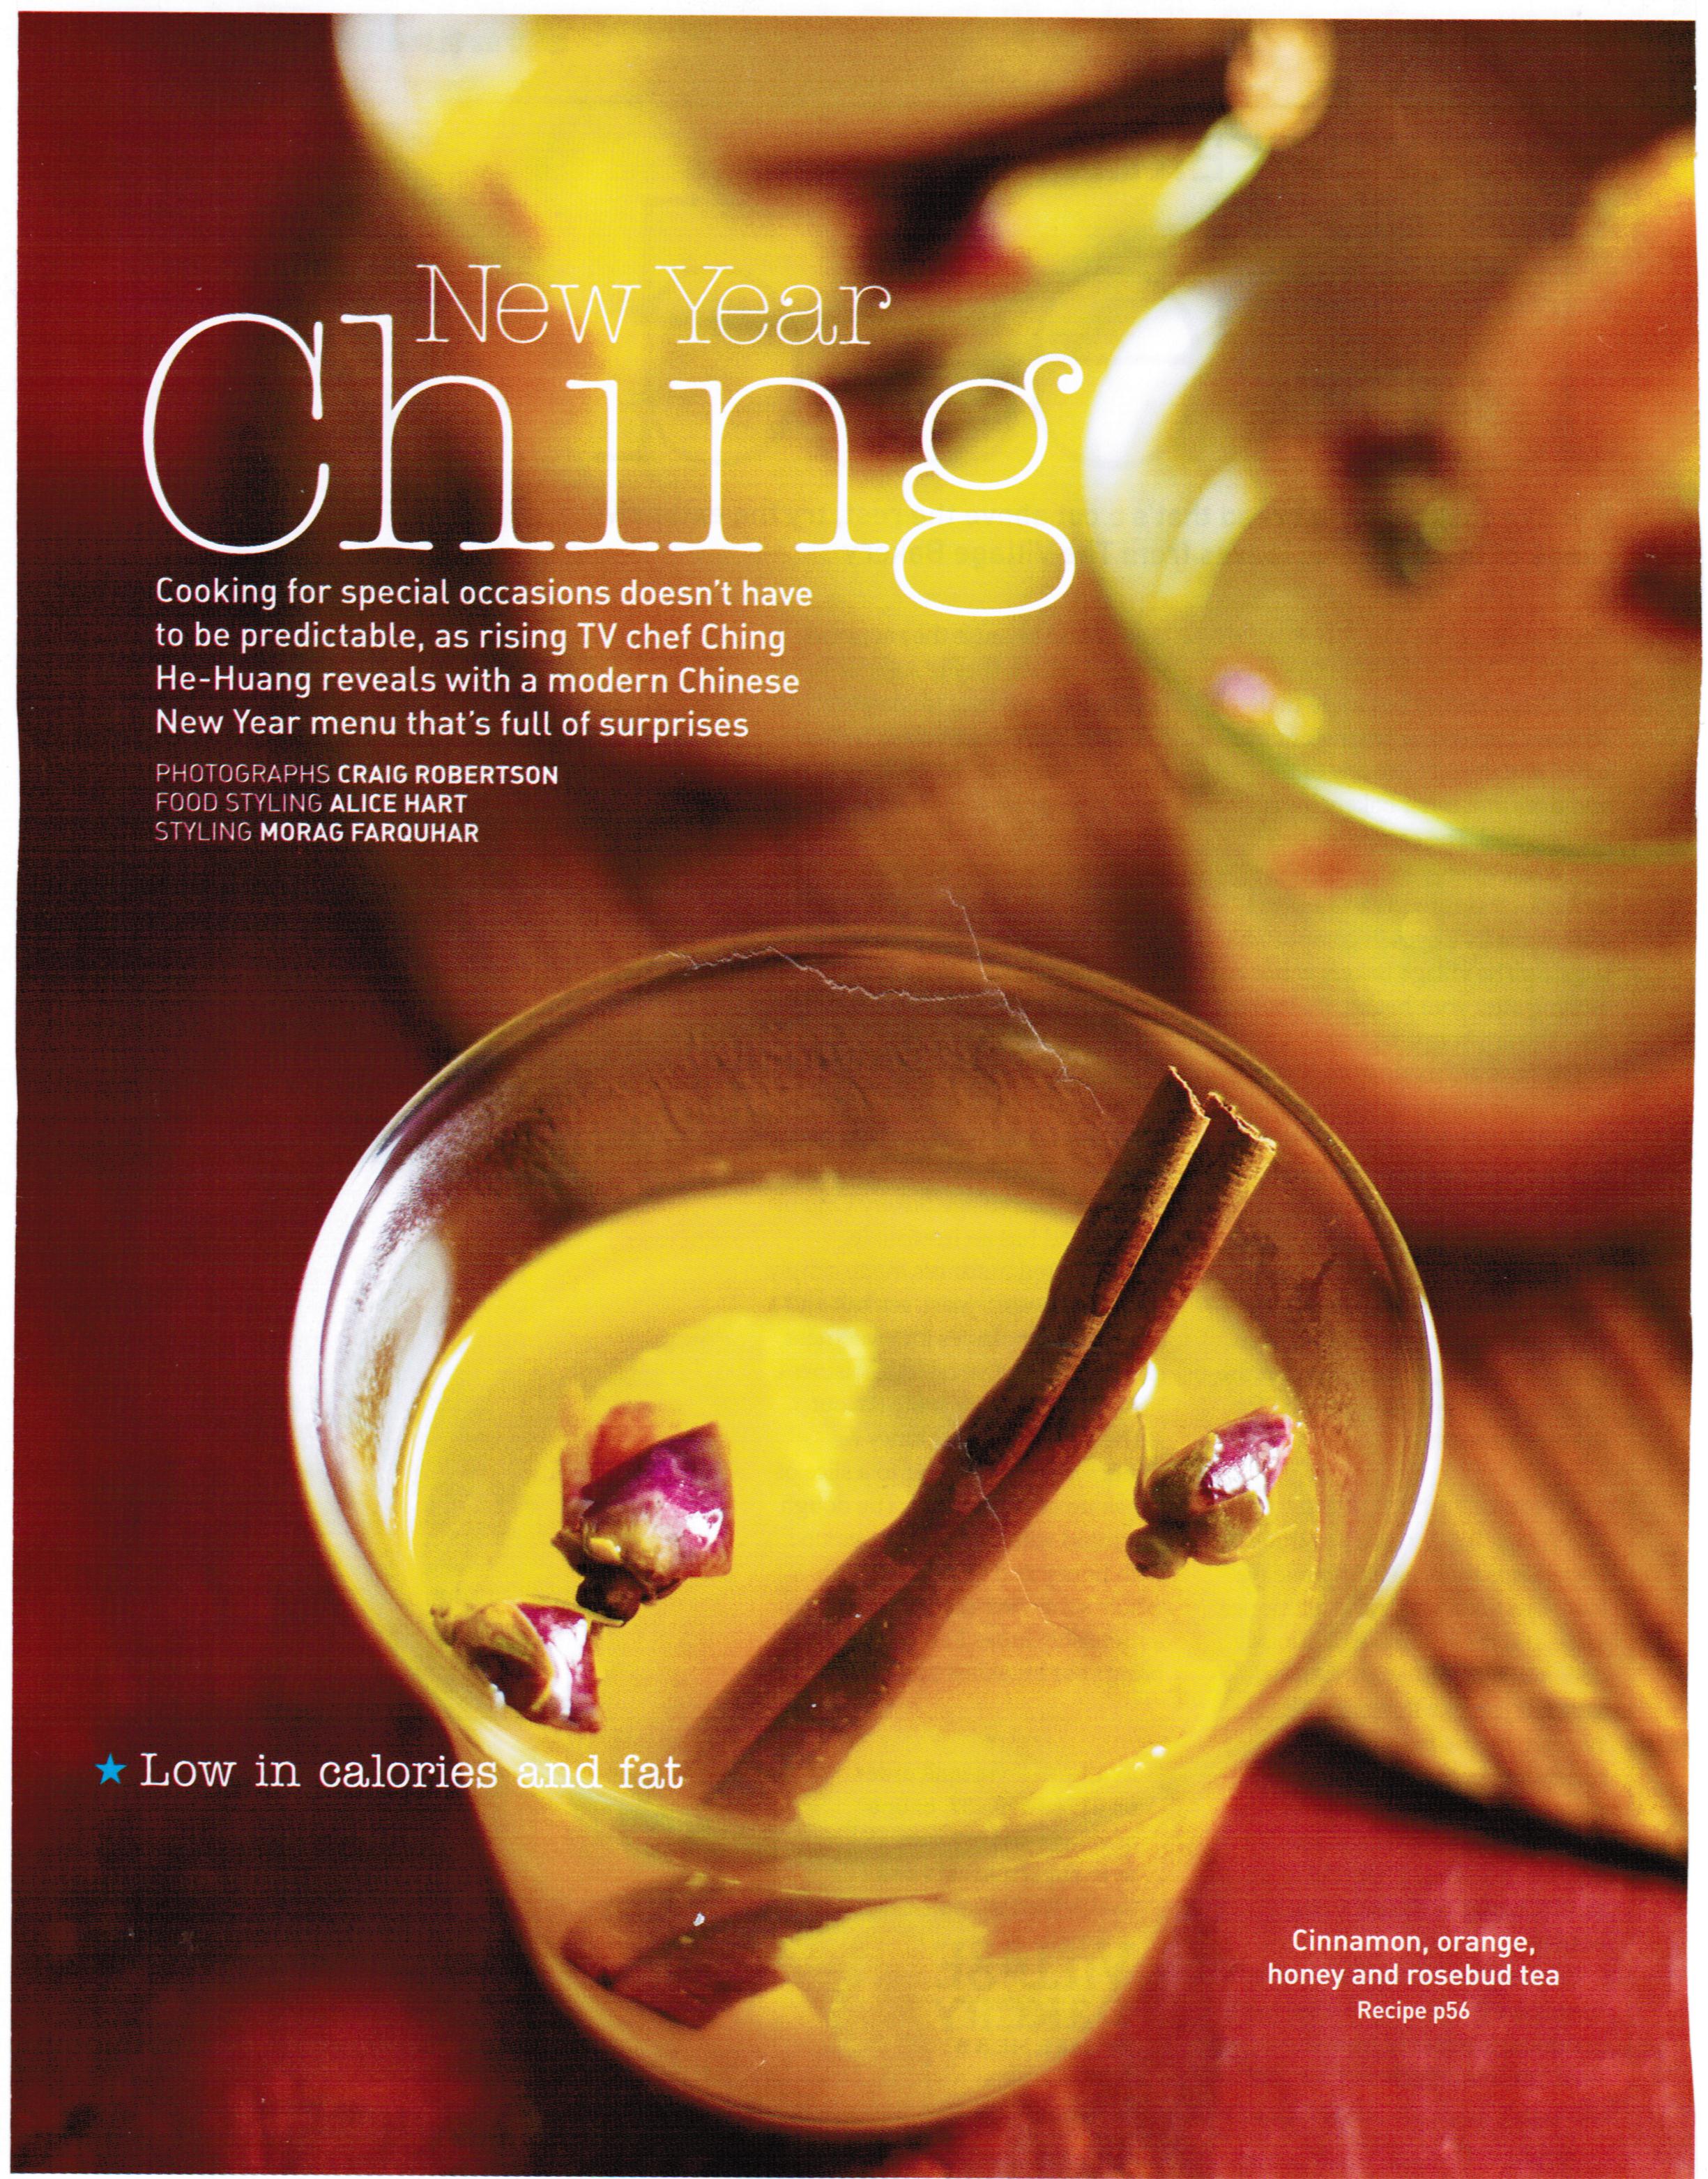 New Year
Ching
Cooking for special occasions doesn't have
to be predictable, as rising TV chef Ching
He-Huang reveals with a modern Chinese
New Year menu that's full of surprises
PHOTOGRAPHS CRAIG ROBERTSON
FOOD STYLING ALICE HART
STYLING MORAG FARQUHAR
★ Low in calories and fat
Cinnamon, orange,
honey and rosebud tea
Recipe p56